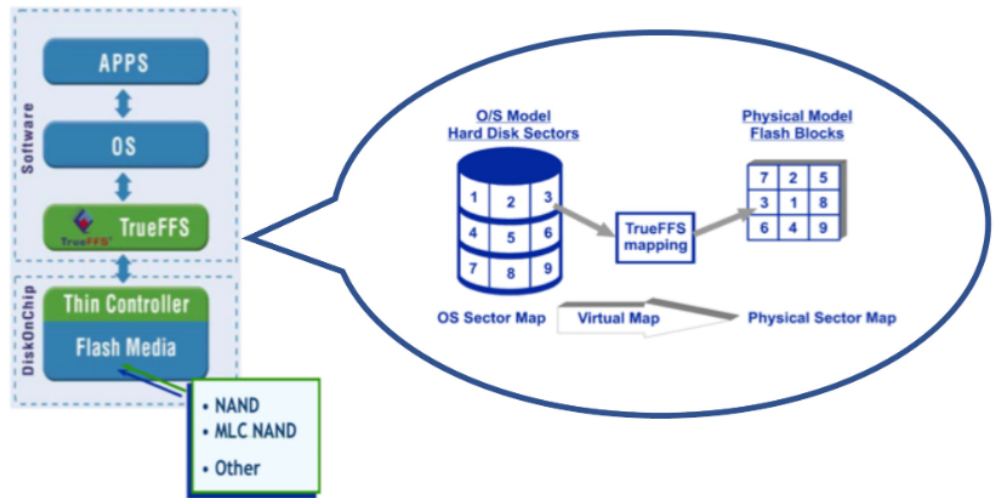 Software
APPS
OS
TrueFFS®
TrueFFS
DiskOnChip
Thin Controller
Flash Media
• NAND
• MLC NAND
• Other
O/S Model
Hard Disk Sectors
1 2 3
4 5 6
7 8 9
OS Sector Map
TrueFFS
mapping
Virtual Map
Physical Model
Flash Blocks
7 2 5
3 1 8
6 4 9
Physical Sector Map